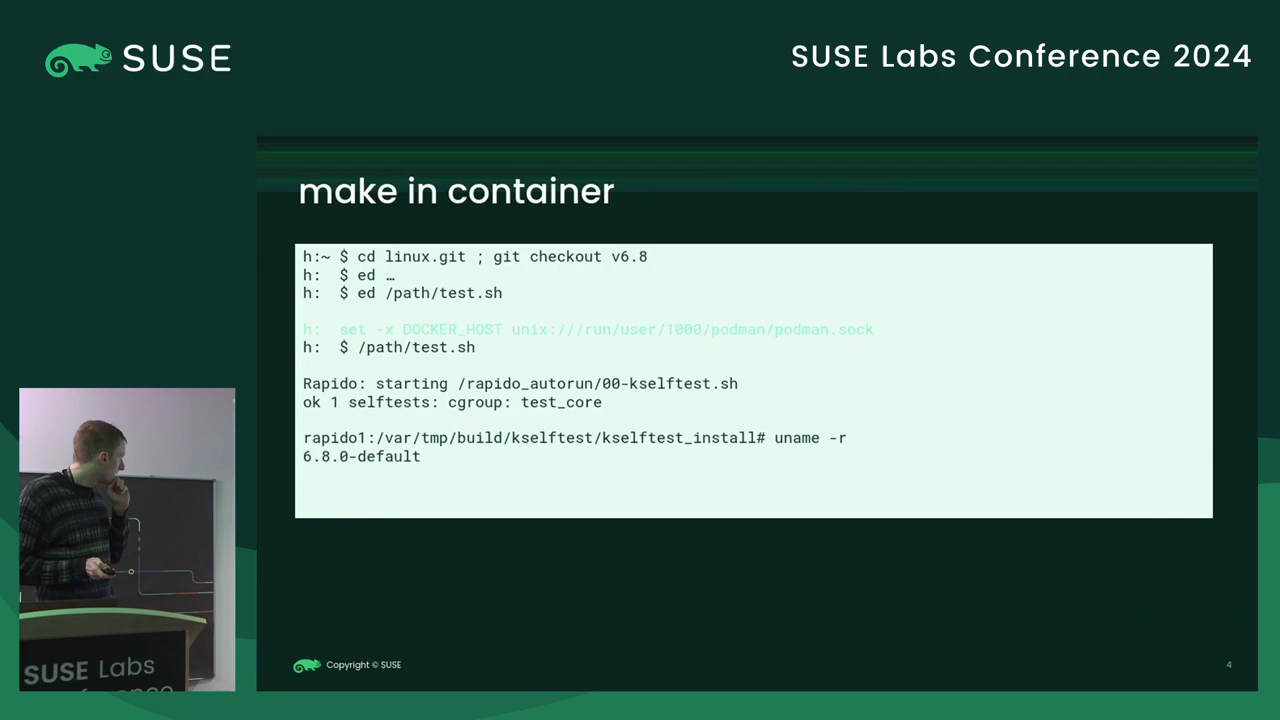 SUSE
SUSE Labs Conference 2024
make in container
h:~ $ cd linux.git ; git checkout v6.8
h:  $ ed …
h:  $ ed /path/test.sh
h:  set -x DOCKER_HOST unix:///run/user/1000/podman/podman.sock
h:  $ /path/test.sh
Rapido: starting /rapido_autorun/00-kselftest.sh
ok 1 selftests: cgroup: test_core
rapido1:/var/tmp/build/kselftest/kselftest_install# uname -r
6.8.0-default
SUSE Labs
Copyright © SUSE
4